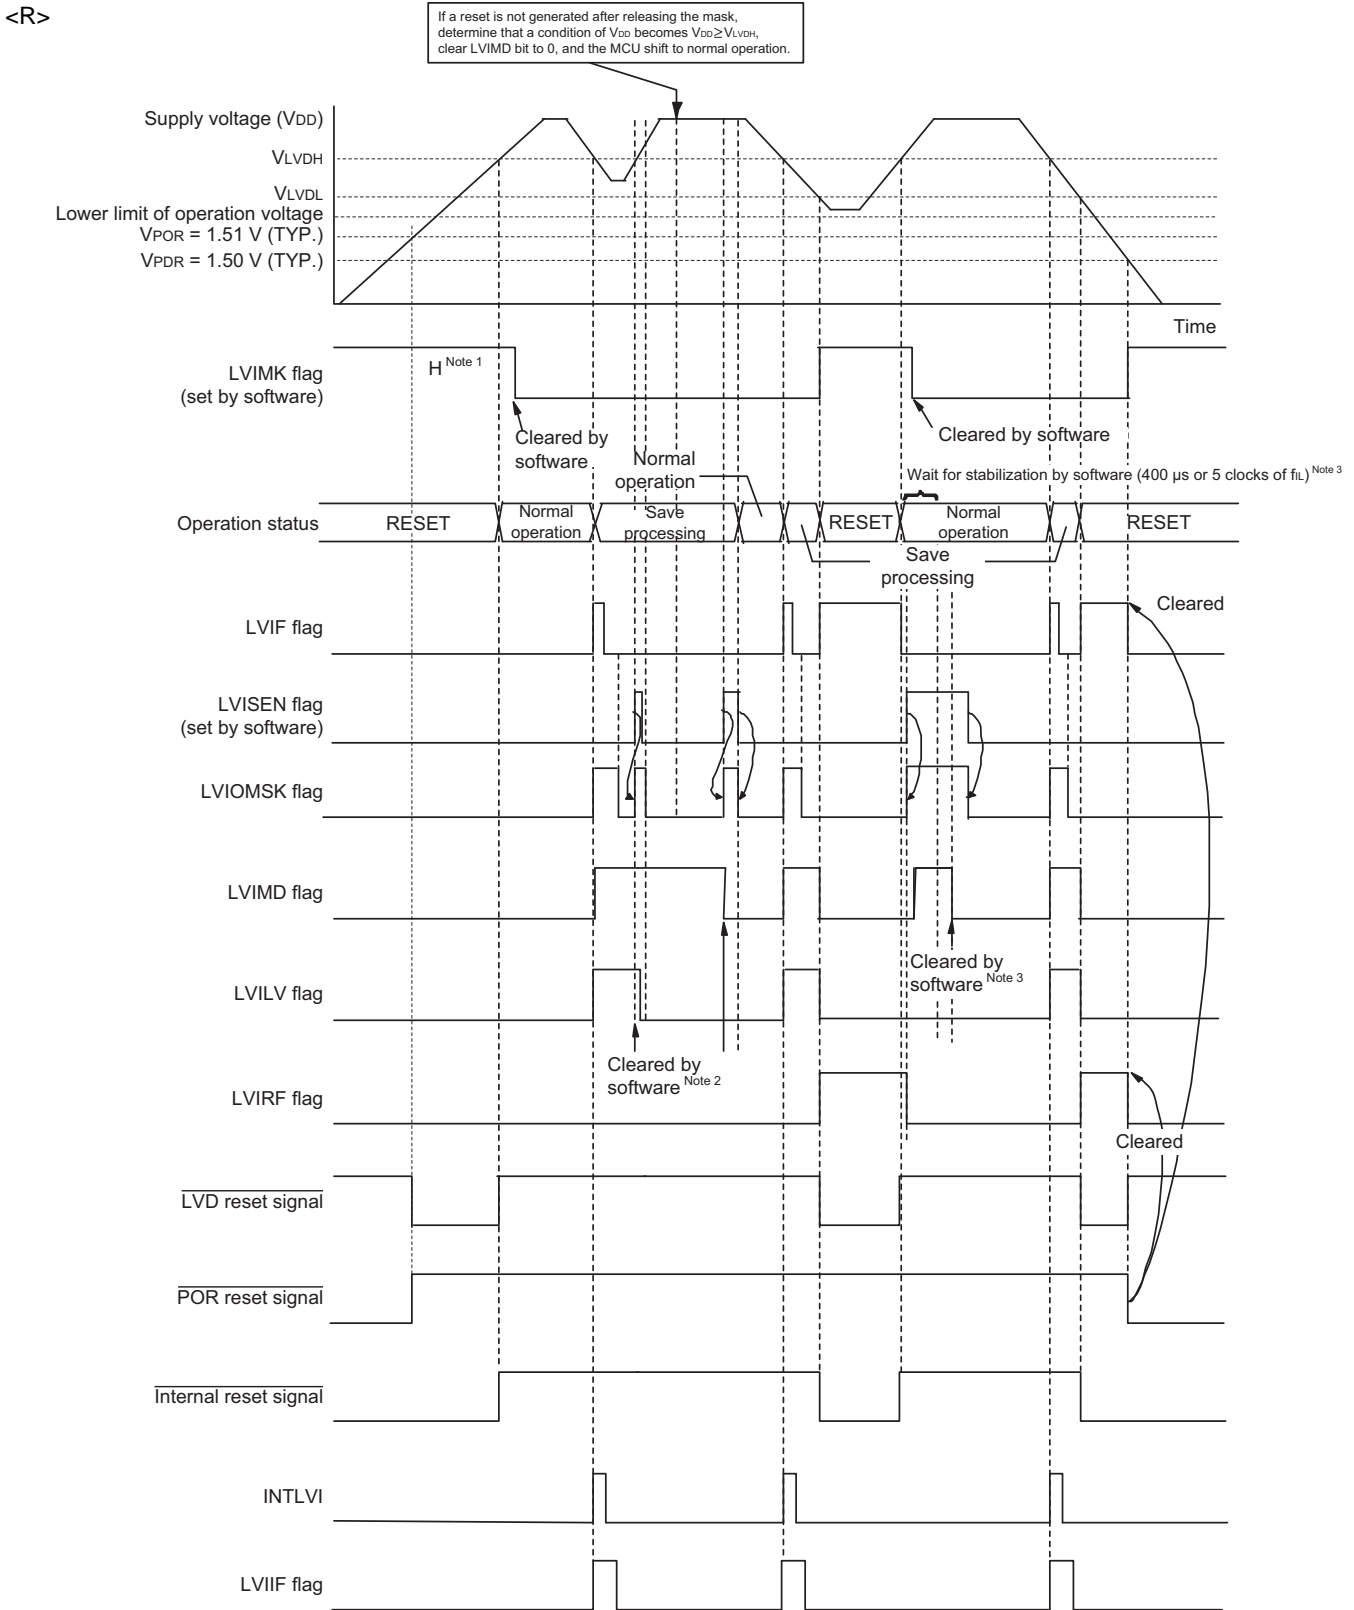 <R>
If a reset is not generated after releasing the mask,
determine that a condition of VDD becomes VDD≥VLVDH,
clear LVIMD bit to 0, and the MCU shift to normal operation.
Supply voltage (VDD)
VLVDH
VLVDL
Lower limit of operation voltage
VPOR = 1.51 V (TYP.)
VPDR = 1.50 V (TYP.)
Time
LVIMK flag
(set by software)
H Note 1
Cleared by
software
Cleared by software
Normal
operation
Wait for stabilization by software (400 µs or 5 clocks of fIL) Note 3
Operation status
RESET
Normal
operation
Save
processing
RESET
Normal
operation
RESET
Save
processing
LVIF flag
Cleared
LVISEN flag
(set by software)
LVIOMSK flag
LVIMD flag
Cleared by
software Note 3
LVILV flag
Cleared by
software Note 2
LVIRF flag
Cleared
LVD reset signal
POR reset signal
Internal reset signal
INTLVI
LVIIF flag